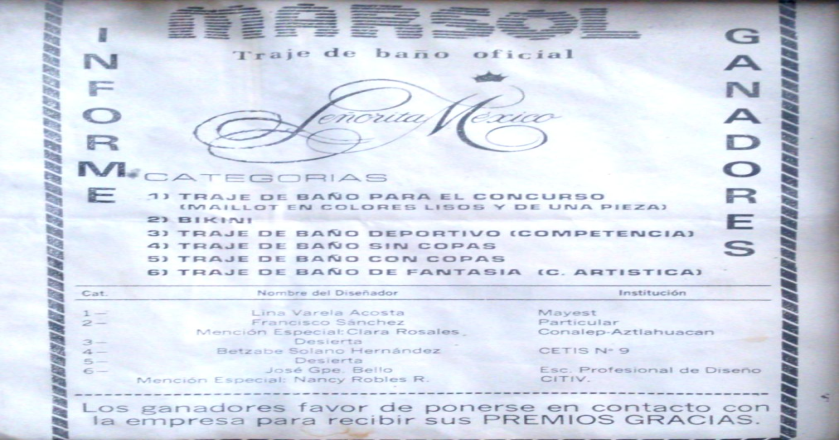 MARSOL
Traje de baño oficial
Señorita México
INFORME
GANADORES
CATEGORIAS
1) TRAJE DE BAÑO PARA EL CONCURSO
(MAILLOT EN COLORES LISOS Y DE UNA PIEZA)
2) BIKINI
3) TRAJE DE BAÑO DEPORTIVO (COMPETENCIA)
4) TRAJE DE BAÑO SIN COPAS
5) TRAJE DE BAÑO CON COPAS
6) TRAJE DE BAÑO DE FANTASIA (C. ARTISTICA)
Cat. Nombre del Diseñador Institución
1 — Lina Varela Acosta Mayest
2 — Francisco Sánchez Particular
Mención Especial: Clara Rosales Conalep-Aztlahuacan
3 — Desierta
4 — Betzabe Solano Hernández CETIS Nº 9
5 — Desierta
6 — José Gpe. Bello Esc. Profesional de Diseño
Mención Especial: Nancy Robles R. CITIV.
Los ganadores favor de ponerse en contacto con
la empresa para recibir sus PREMIOS GRACIAS.